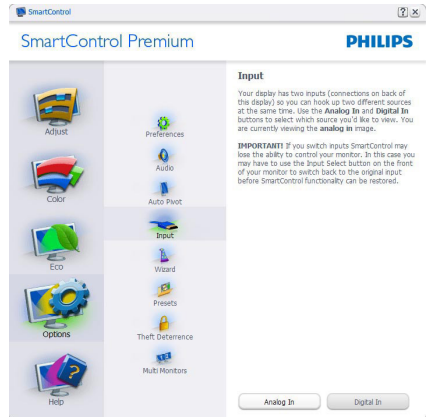 SmartControl
SmartControl Premium
PHILIPS
Adjust
Color
Eco
Options
Help
Preferences
Audio
Auto Pivot
Input
Wizard
Presets
Theft Deterrence
Multi Monitors
Input
Your display has two inputs (connections on back of
this display) so you can hook up two different sources
at the same time. Use the Analog In and Digital In
buttons to select which source you'd like to view. You
are currently viewing the analog in image.
IMPORTANT! If you switch inputs SmartControl may
lose the ability to control your monitor. In this case you
may have to use the Input Select button on the front
of your monitor to switch back to the original input
before SmartControl functionality can be restored.
Analog In
Digital In